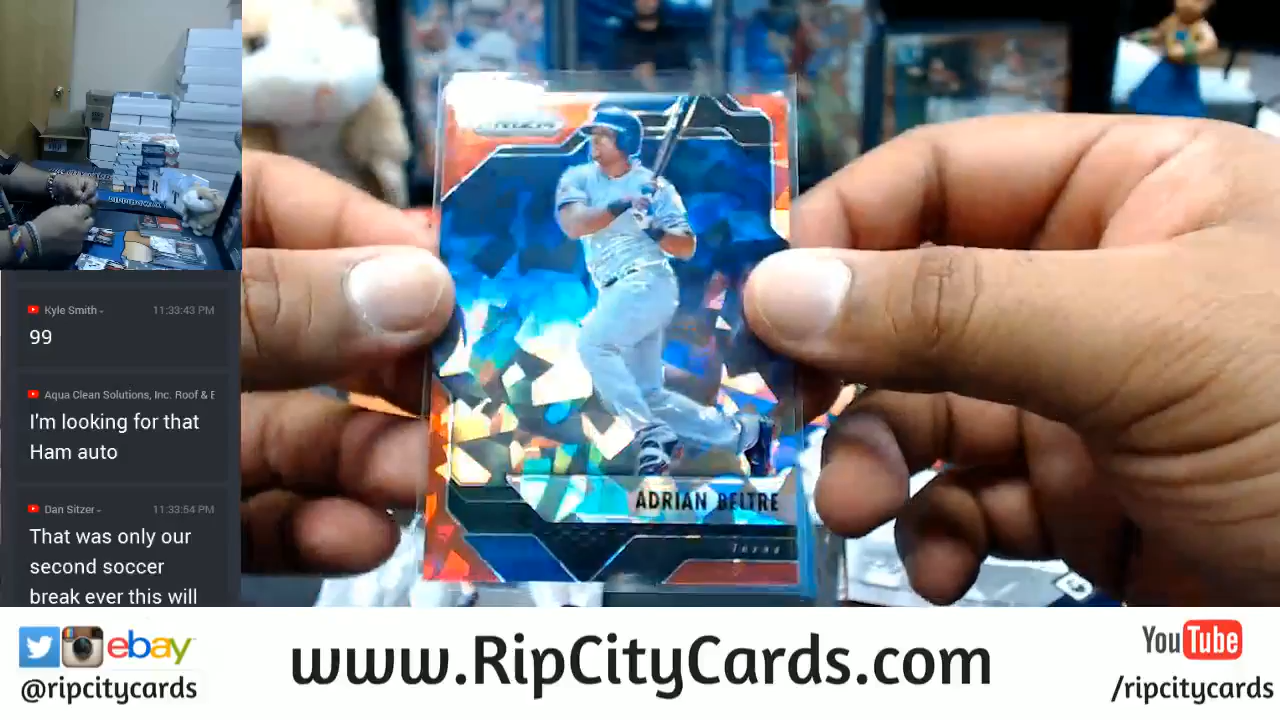 Kyle Smith
11:33:43 PM
99
Aqua Clean Solutions, Inc. Roof & E
I'm looking for that
Ham auto
Dan Sitzer
11:33:54 PM
That was only our
second soccer
break ever this will
PRIZM
ADRIAN BELTRE
Texas
ebay
@ripcitycards
www.RipCityCards.com
YouTube
/ripcitycards